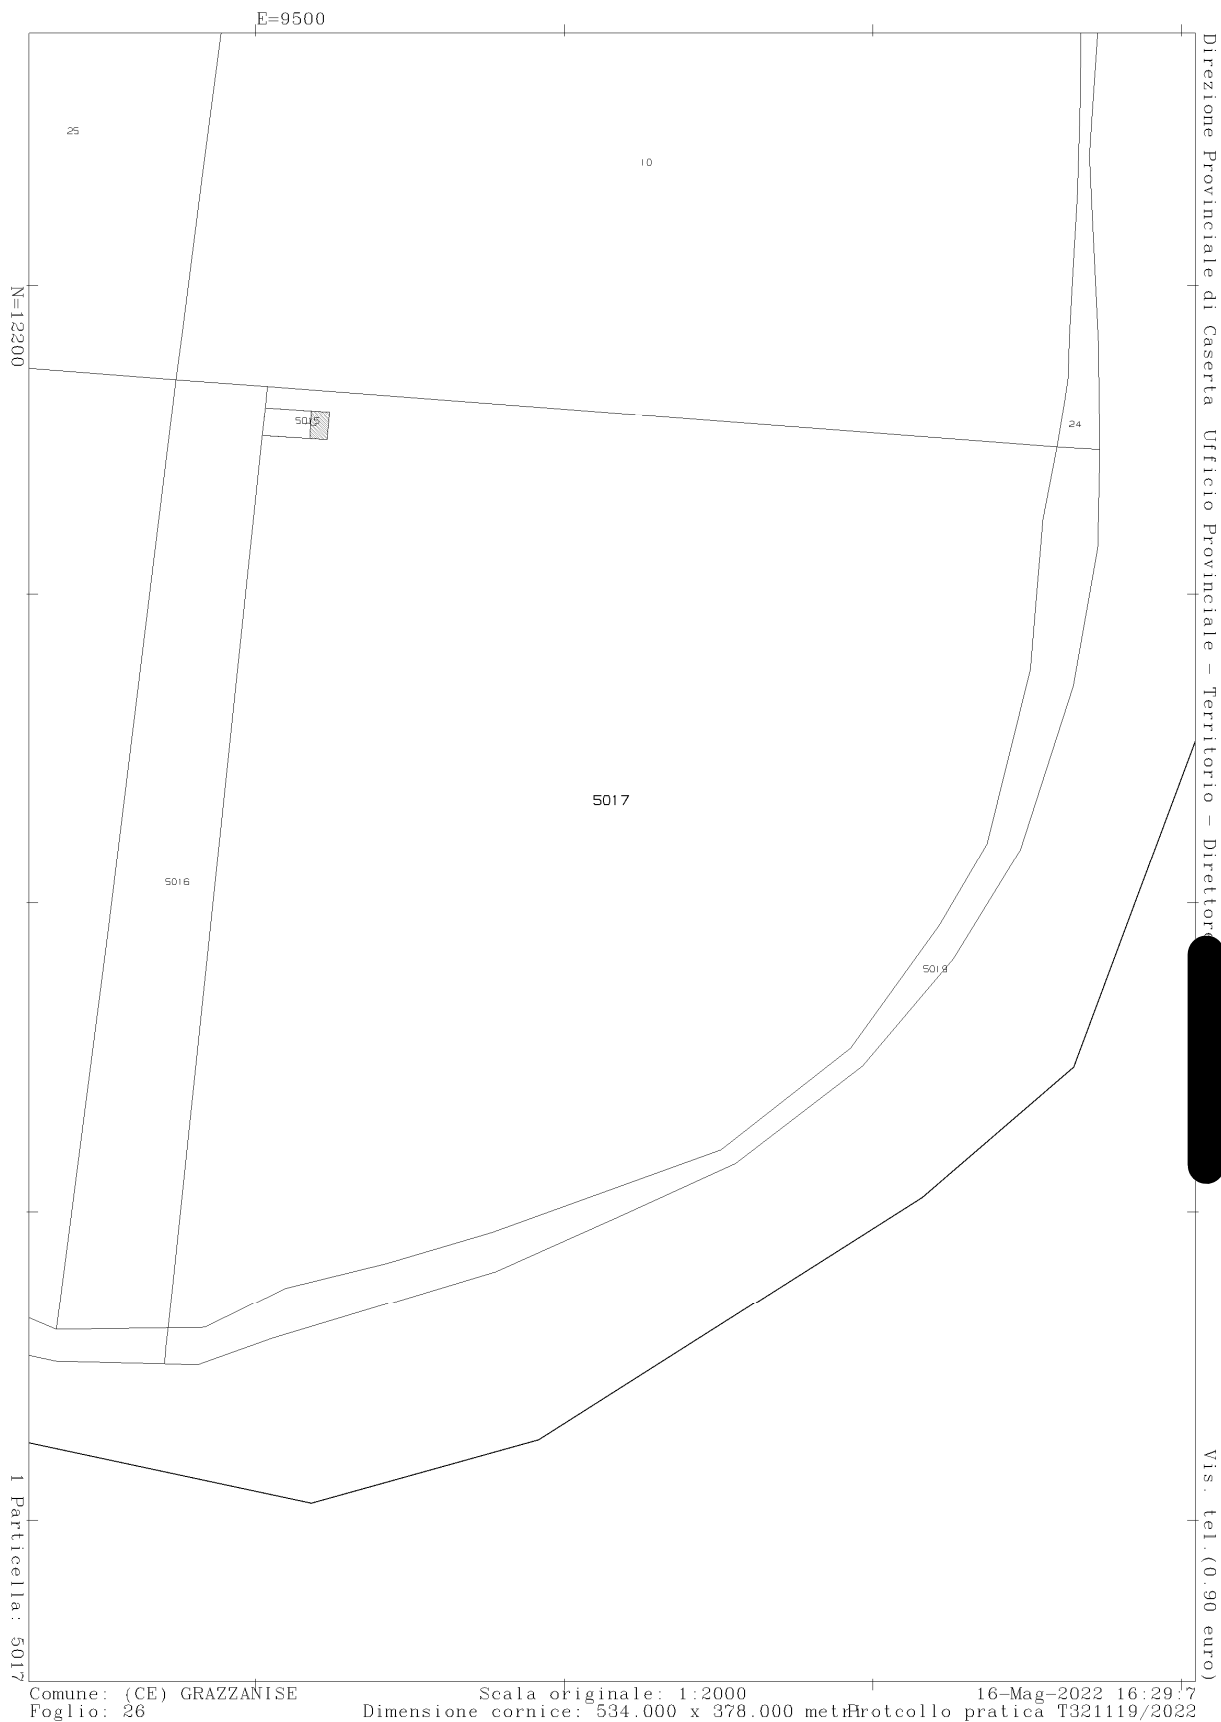 E=9500
Direzione Provinciale di Caserta Ufficio Provinciale - Territorio - Direttore
25
10
N=12200
5015
24
5017
5016
5019
Vis. tel. (0.90 euro)
1 Particella: 5017
Comune: (CE) GRAZZANISE
Scala originale: 1:2000
16-Mag-2022 16:29:7
Foglio: 26
Dimensione cornice: 534.000 x 378.000 metri
Protcollo pratica T321119/2022